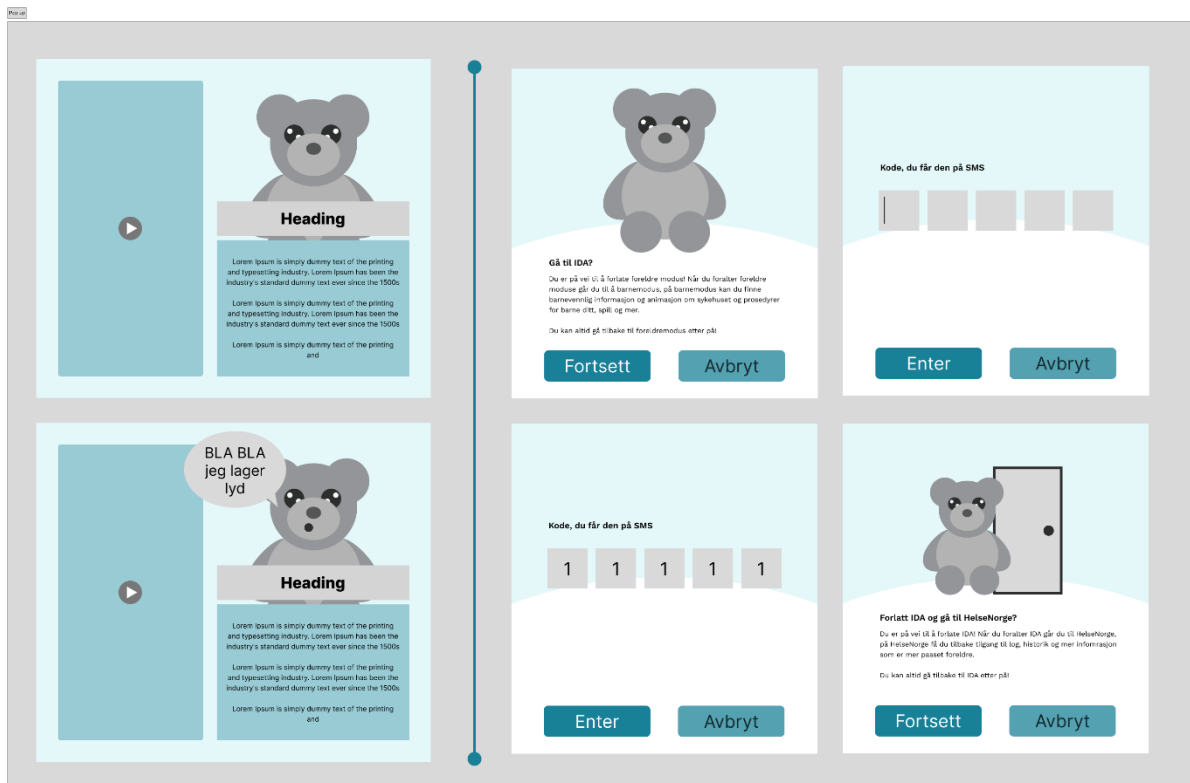 Pop up
Heading
Lorem Ipsum is simply dummy text of the printing
and typesetting industry. Lorem Ipsum has been the
industry's standard dummy text ever since the 1500s
Lorem Ipsum is simply dummy text of the printing
and typesetting industry. Lorem Ipsum has been the
industry's standard dummy text ever since the 1500s
Lorem Ipsum is simply dummy text of the printing
and
Gå til IDA?
Du er på vei til å forlate foreldre modus! Når du foralter foreldre
moduse går du til å barnemodus, på barnemodus kan du finne
barnevennlig informasjon og animasjon om sykehuset og prosedyrer
for barne ditt, spill og mer.
Du kan altid gå tilbake til foreldremodus etter på!
Fortsett
Avbryt
Kode, du får den på SMS
Enter
Avbryt
BLA BLA
jeg lager
lyd
Heading
Lorem Ipsum is simply dummy text of the printing
and typesetting industry. Lorem Ipsum has been the
industry's standard dummy text ever since the 1500s
Lorem Ipsum is simply dummy text of the printing
and typesetting industry. Lorem Ipsum has been the
industry's standard dummy text ever since the 1500s
Lorem Ipsum is simply dummy text of the printing
and
Kode, du får den på SMS
1 1 1 1 1
Enter
Avbryt
Forlatt IDA og gå til HelseNorge?
Du er på vei til å forlate IDA! Når du foralter IDA går du til HelseNorge,
på HelseNorge få du tilbake tilgang til log, historik og mer infomrasjon
som er mer paaset foreldre.
Du kan altid gå tilbake til IDA etter på!
Fortsett
Avbryt